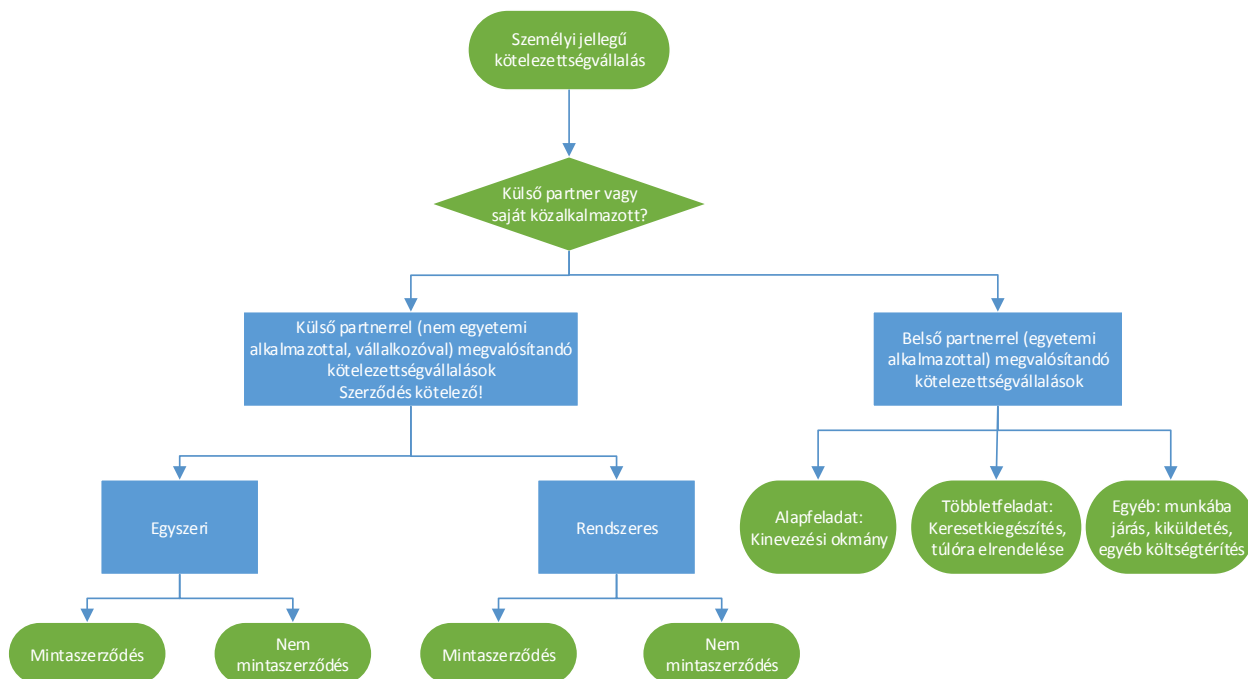 Személyi jellegű
kötelezettségvállalás
Külső partner vagy
saját közalkalmazott?
Külső partnerrel (nem egyetemi
alkalmazottal, vállalkozóval) megvalósítandó
kötelezettségvállalások
Szerződés kötelező!
Belső partnerrel (egyetemi
alkalmazottal) megvalósítandó
kötelezettségvállalások
Egyszeri
Rendszeres
Alapfeladat:
Kinevezési okmány
Többletfeladat:
Keresetkiegészítés,
túlóra elrendelése
Egyéb: munkába
járás, kiküldetés,
egyéb költségtérítés
Mintaszerződés
Nem
mintaszerződés
Mintaszerződés
Nem
mintaszerződés